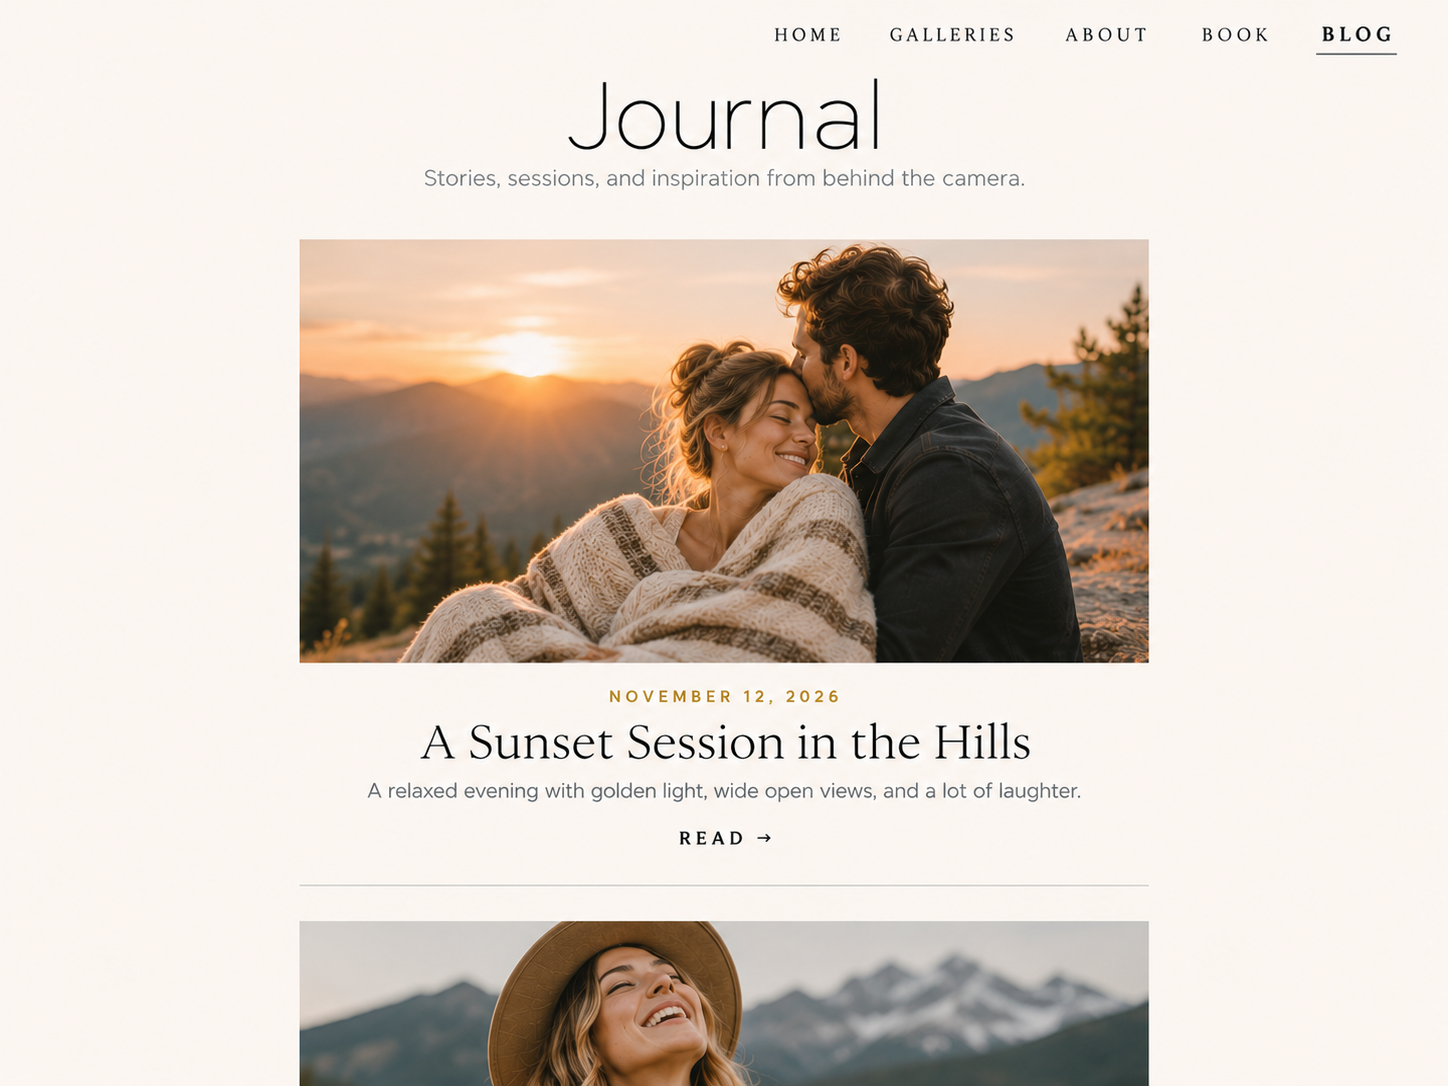 HOME GALLERIES ABOUT BOOK BLOG
Journal
Stories, sessions, and inspiration from behind the camera.
NOVEMBER 12, 2026
A Sunset Session in the Hills
A relaxed evening with golden light, wide open views, and a lot of laughter.
READ →